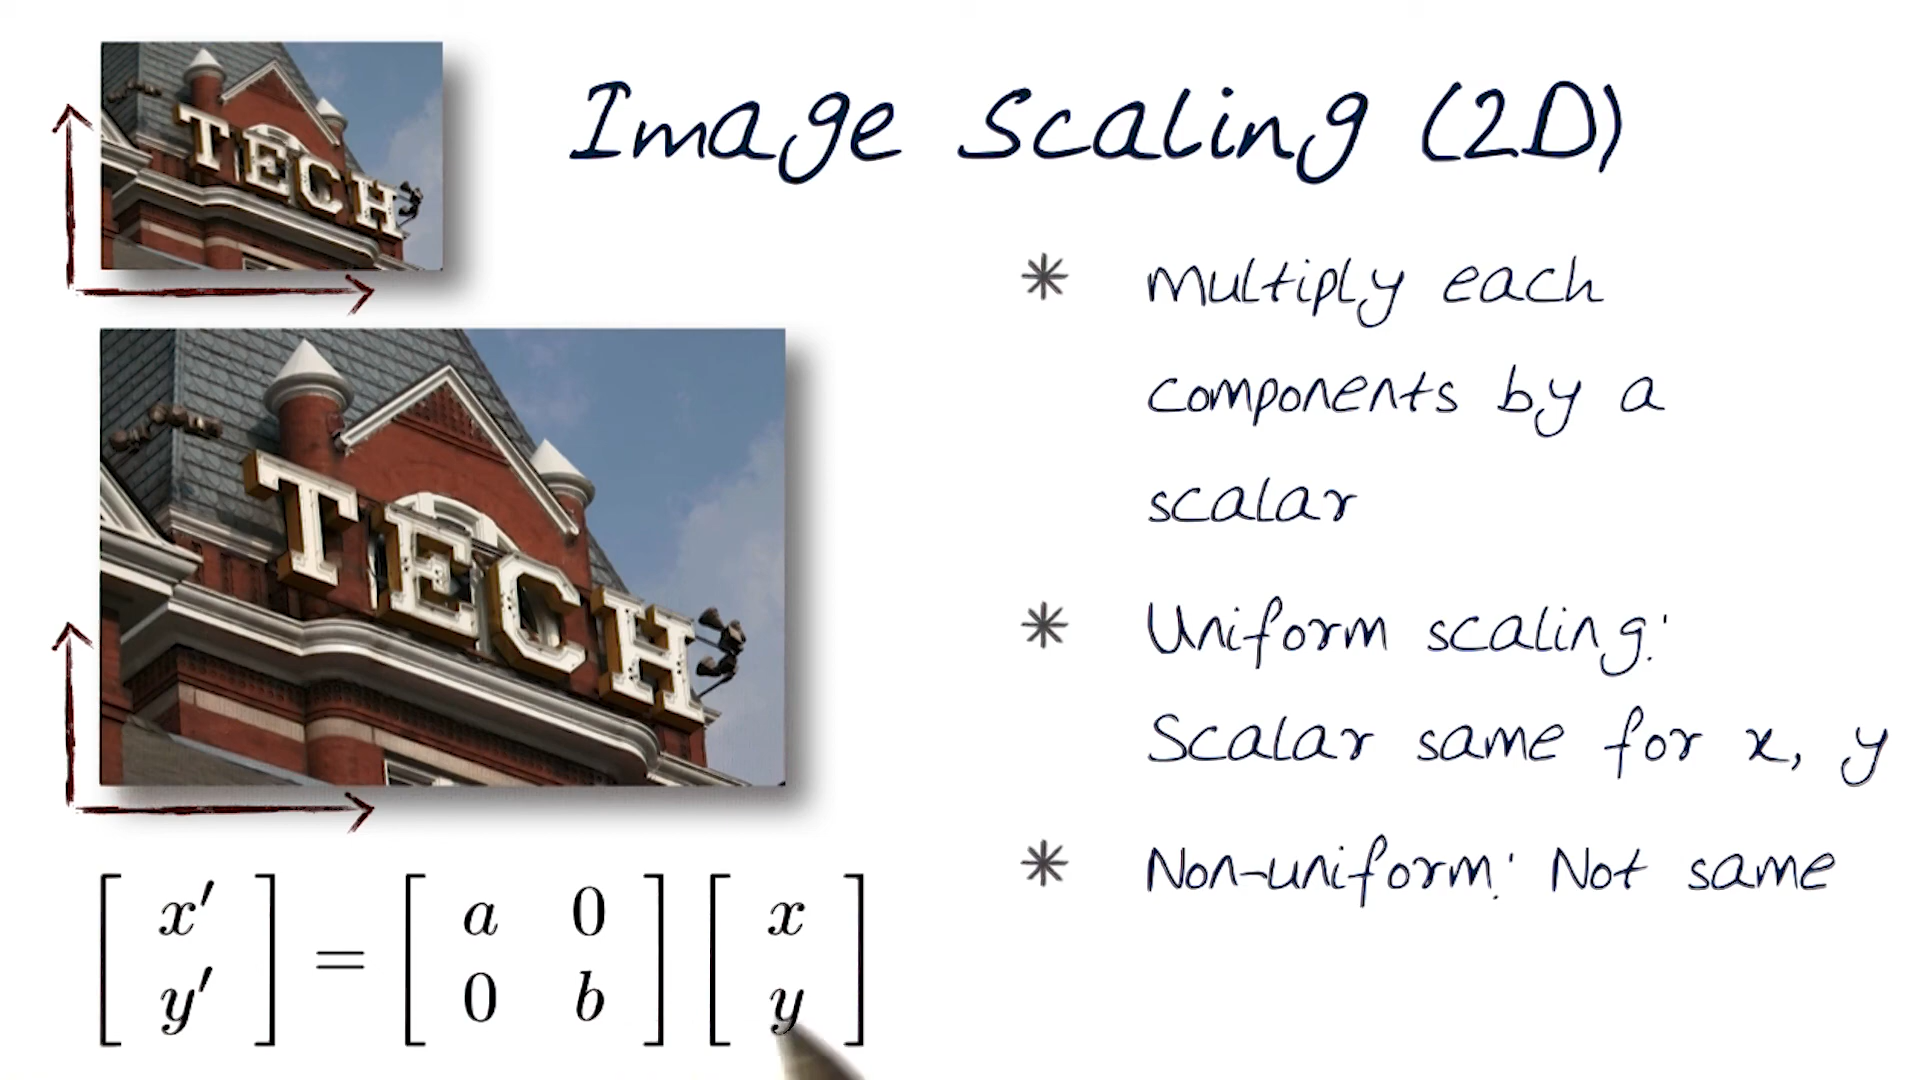 TECH
Image Scaling (2D)
* multiply each
components by a
scalar
TECH
* Uniform scaling:
Scalar same for x, y
* Non-uniform: Not same
[ x′ ] = [ a 0 ] [ x ]
[ y′ ] [ 0 b ] [ y ]